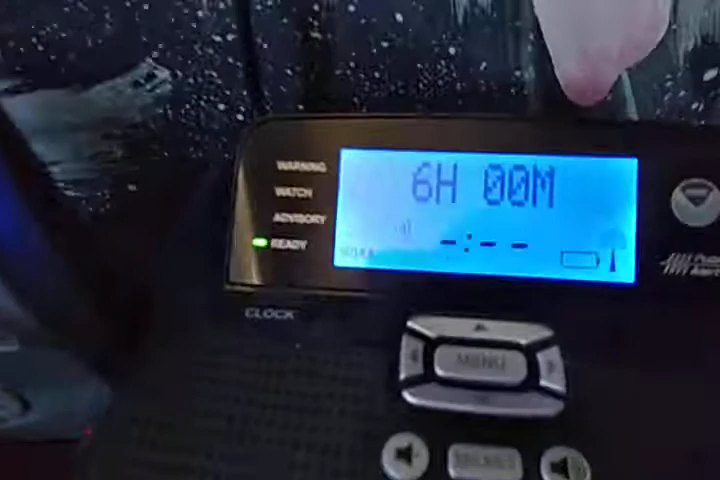 WARNING
6H 00M
WATCH
ADVISORY
READY
-:--
CLOCK
MENU